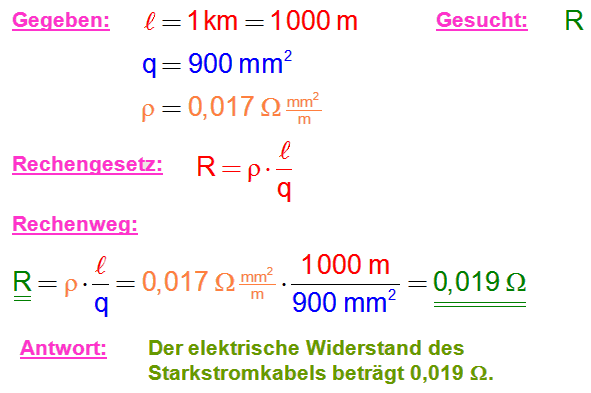 Gegeben: ℓ = 1 km = 1000 m Gesucht: R
q = 900 mm²
ρ = 0,017 Ω mm²/m
Rechengesetz: R = ρ · ℓ/q
Rechenweg:
R = ρ · ℓ/q = 0,017 Ω mm²/m · 1000 m/900 mm² = 0,019 Ω
Antwort: Der elektrische Widerstand des
Starkstromkabels beträgt 0,019 Ω.